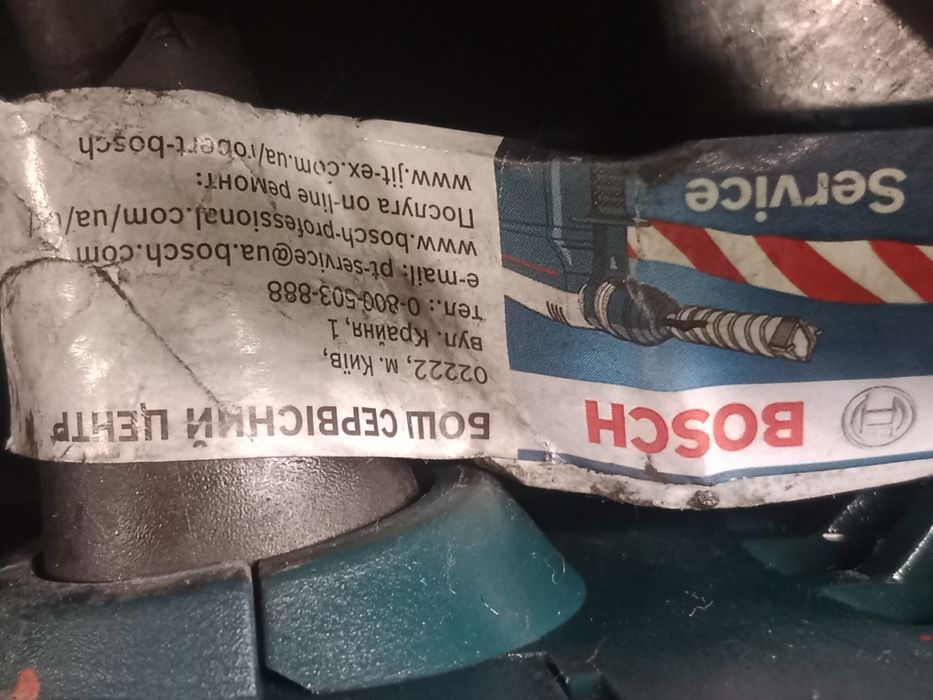 BOSCH
Service
БОШ СЕРВІСНИЙ ЦЕНТР
02222, м. Київ,
вул. Крайня, 1
тел.: 0-800-503-888
e-mail: pt-service@ua.bosch.com
www.bosch-professional.com/ua/u
Послуга on-line ремонт:
www.jit-ex.com.ua/robert-bosch